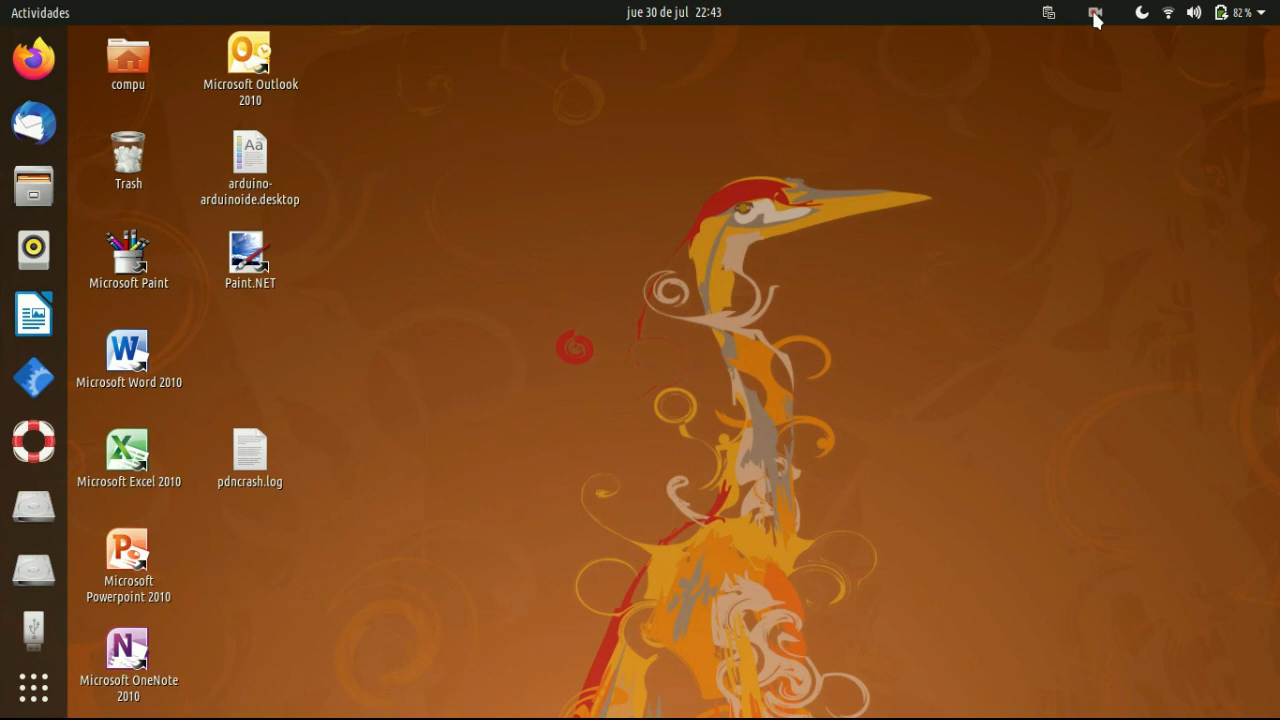 Actividades
jue 30 de jul 22:43
82 %
compu
Microsoft Outlook
2010
Trash
arduino-
arduinoide.desktop
Microsoft Paint
Paint.NET
Microsoft Word 2010
Microsoft Excel 2010
pdncrash.log
Microsoft
Powerpoint 2010
Microsoft OneNote
2010